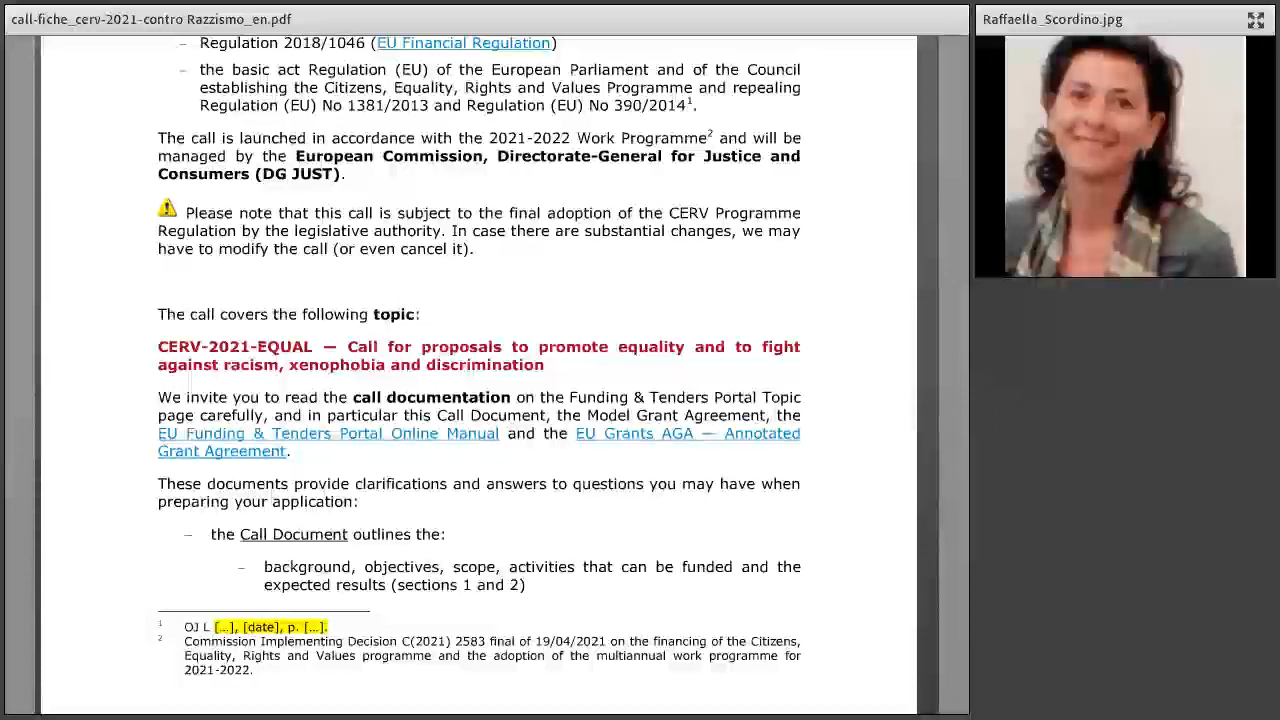 call-fiche_cerv-2021-contro Razzismo_en.pdf
Raffaella_Scordino.jpg
– Regulation 2018/1046 (EU Financial Regulation)
– the basic act Regulation (EU) of the European Parliament and of the Council
establishing the Citizens, Equality, Rights and Values Programme and repealing
Regulation (EU) No 1381/2013 and Regulation (EU) No 390/2014¹.
The call is launched in accordance with the 2021-2022 Work Programme² and will be
managed by the European Commission, Directorate-General for Justice and
Consumers (DG JUST).
Please note that this call is subject to the final adoption of the CERV Programme
Regulation by the legislative authority. In case there are substantial changes, we may
have to modify the call (or even cancel it).
The call covers the following topic:
CERV-2021-EQUAL — Call for proposals to promote equality and to fight
against racism, xenophobia and discrimination
We invite you to read the call documentation on the Funding & Tenders Portal Topic
page carefully, and in particular this Call Document, the Model Grant Agreement, the
EU Funding & Tenders Portal Online Manual and the EU Grants AGA — Annotated
Grant Agreement.
These documents provide clarifications and answers to questions you may have when
preparing your application:
– the Call Document outlines the:
– background, objectives, scope, activities that can be funded and the
expected results (sections 1 and 2)
1 OJ L [...], [date], p. [...].
2 Commission Implementing Decision C(2021) 2583 final of 19/04/2021 on the financing of the Citizens,
Equality, Rights and Values programme and the adoption of the multiannual work programme for
2021-2022.